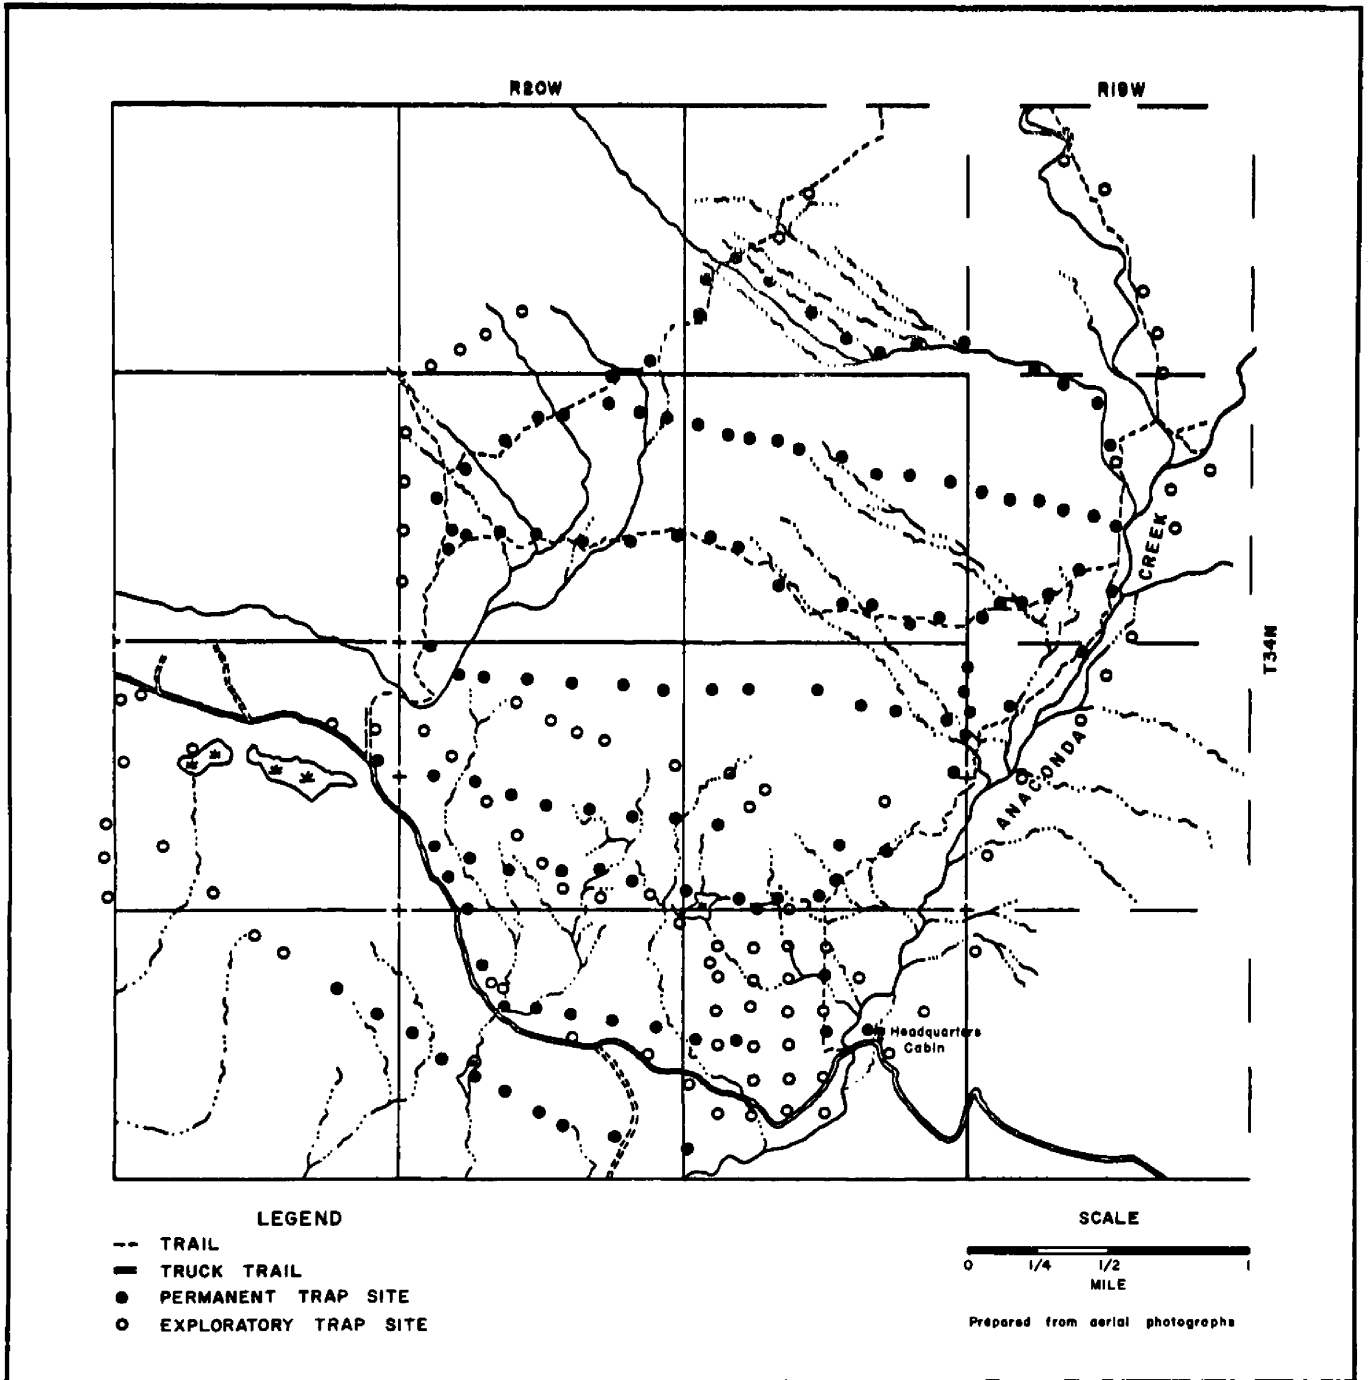 R20W
R19W
CREEK
T34N
ANACONDA
Headquarters
Cabin
LEGEND
TRAIL
TRUCK TRAIL
PERMANENT TRAP SITE
EXPLORATORY TRAP SITE
SCALE
0 1/4 1/2 1
MILE
Prepared from aerial photographs